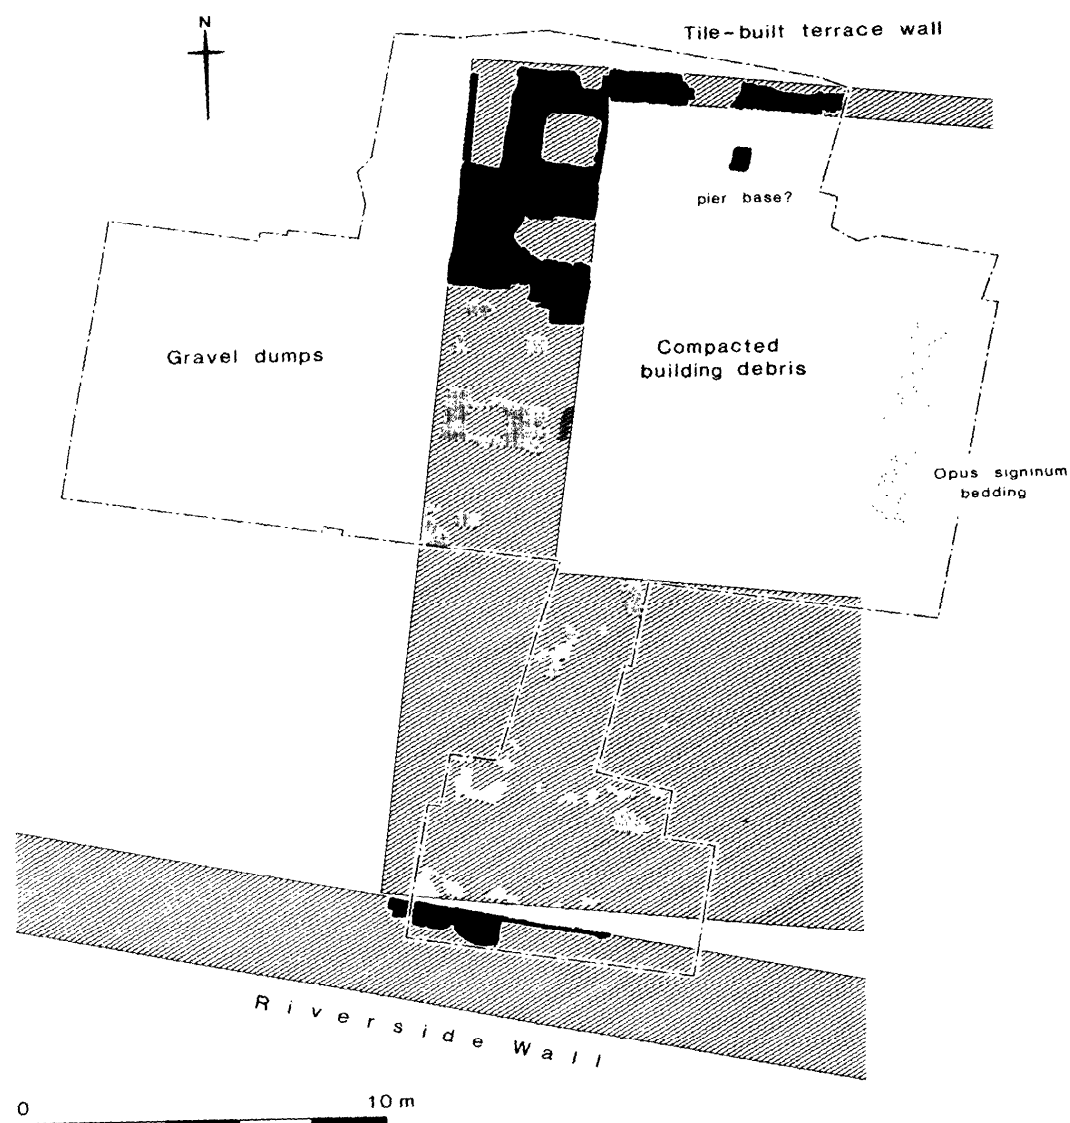 N
Tile-built terrace wall
pier base?
Gravel dumps
Compacted
building debris
Opus signinum
bedding
Riverside Wall
0 10 m